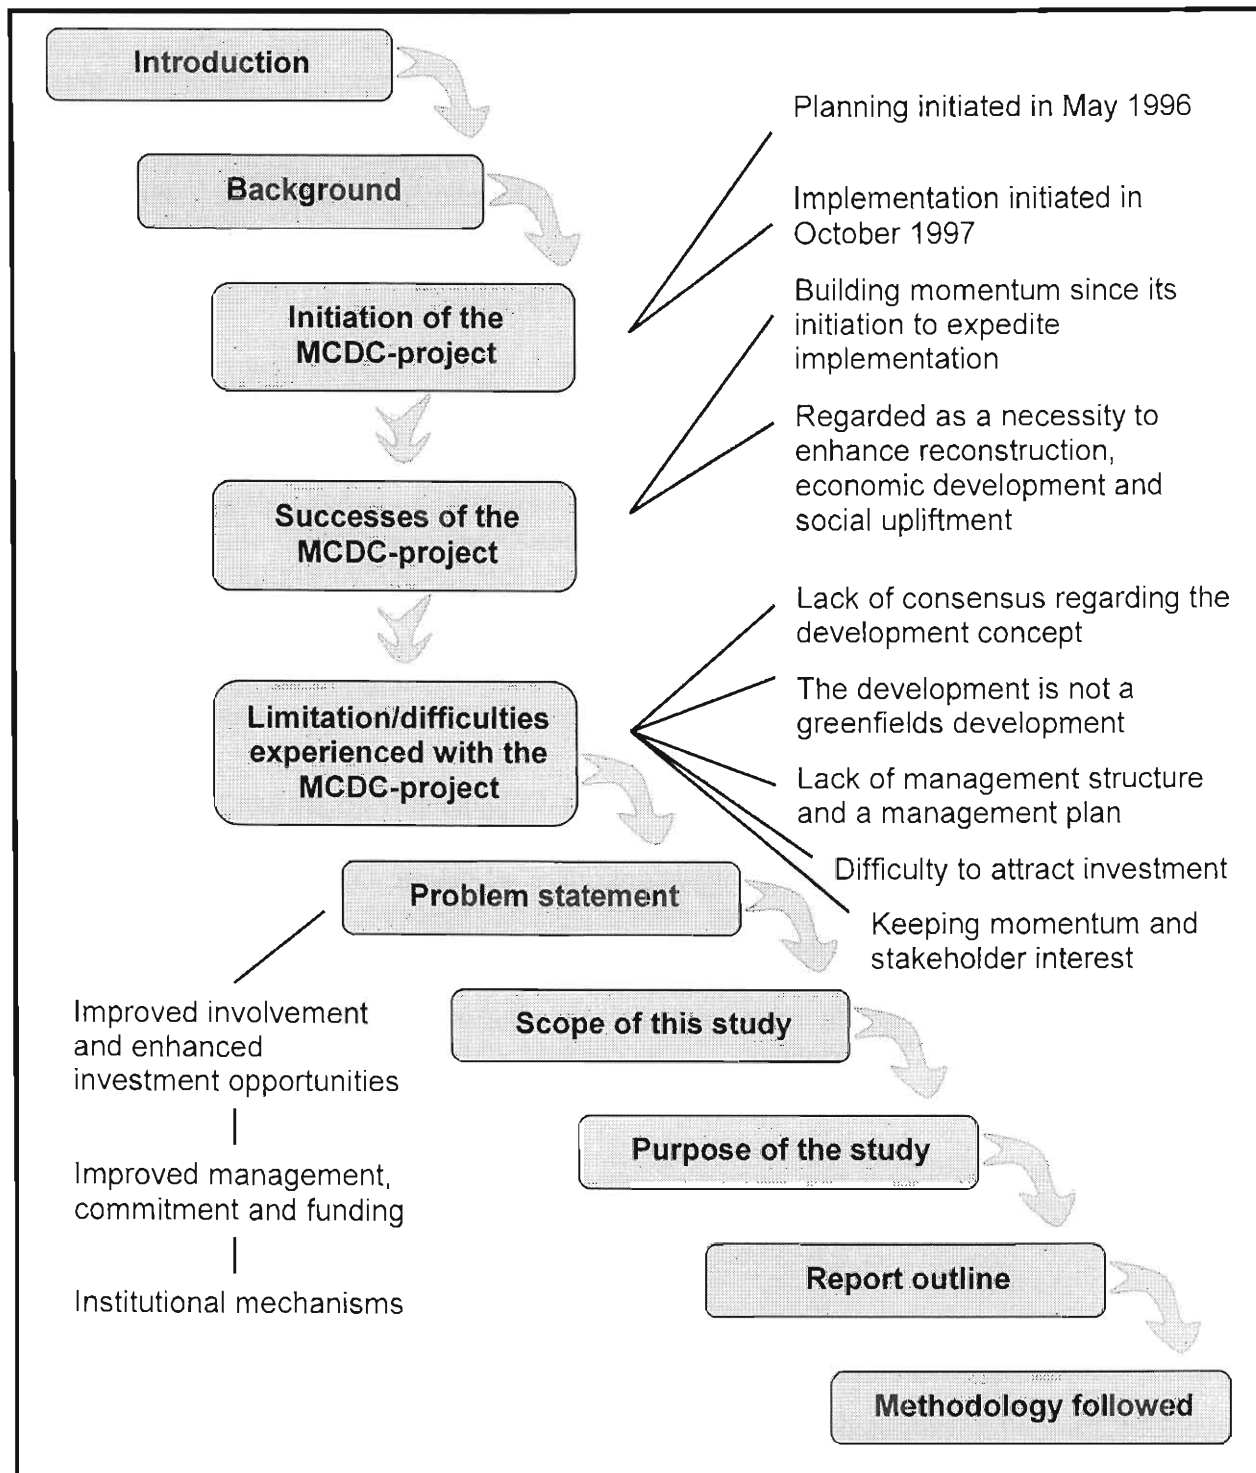 Introduction
Background
Initiation of the
MCDC-project
Planning initiated in May 1996
Implementation initiated in
October 1997
Successes of the
MCDC-project
Building momentum since its
initiation to expedite
implementation
Regarded as a necessity to
enhance reconstruction,
economic development and
social upliftment
Limitation/difficulties
experienced with the
MCDC-project
Lack of consensus regarding the
development concept
The development is not a
greenfields development
Lack of management structure
and a management plan
Difficulty to attract investment
Keeping momentum and
stakeholder interest
Problem statement
Improved involvement
and enhanced
investment opportunities
Improved management,
commitment and funding
Institutional mechanisms
Scope of this study
Purpose of the study
Report outline
Methodology followed